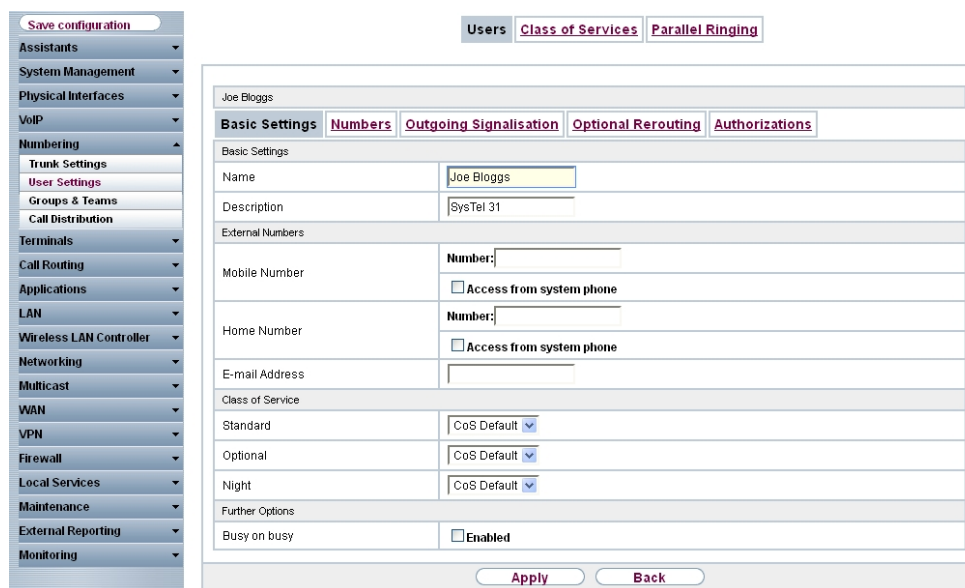 Save configuration
Assistants
System Management
Physical Interfaces
VoIP
Numbering
Trunk Settings
User Settings
Groups & Teams
Call Distribution
Terminals
Call Routing
Applications
LAN
Wireless LAN Controller
Networking
Multicast
WAN
VPN
Firewall
Local Services
Maintenance
External Reporting
Monitoring
Users Class of Services Parallel Ringing
Joe Bloggs
Basic Settings Numbers Outgoing Signalisation Optional Rerouting Authorizations
Basic Settings
Name Joe Bloggs
Description SysTel 31
External Numbers
Mobile Number Number:
Access from system phone
Home Number Number:
Access from system phone
E-mail Address
Class of Service
Standard CoS Default
Optional CoS Default
Night CoS Default
Further Options
Busy on busy Enabled
Apply Back